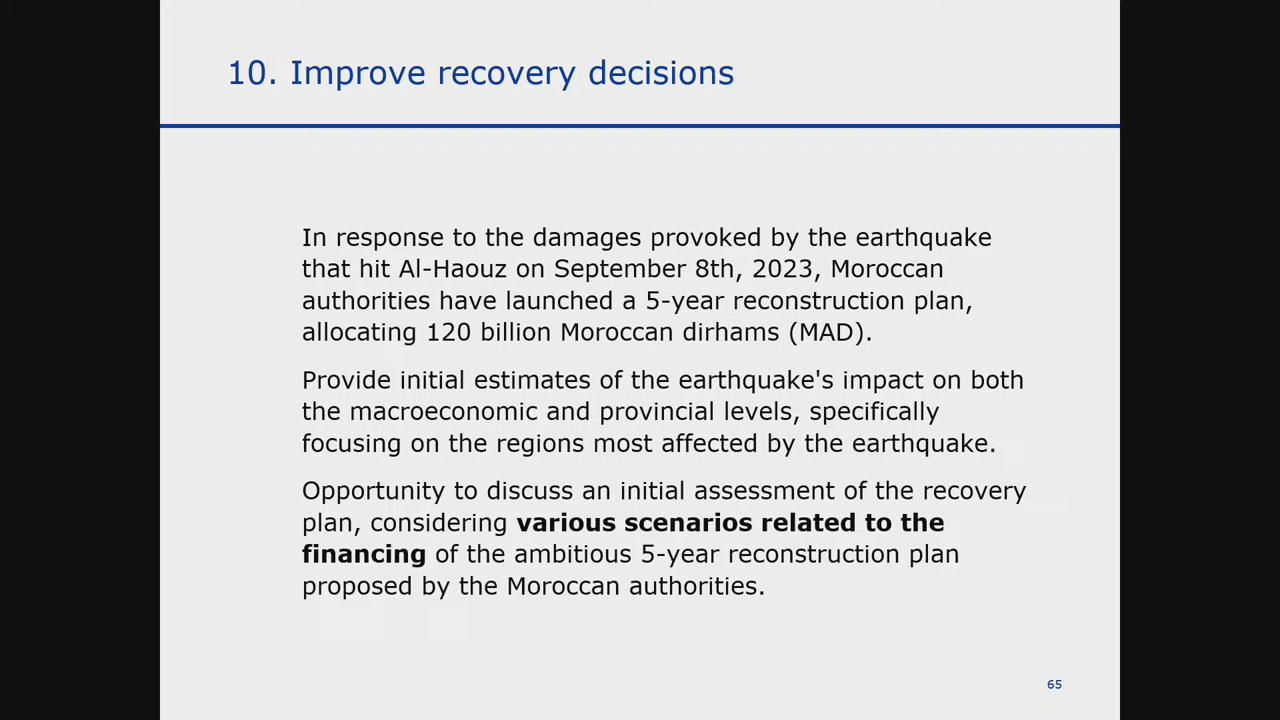 10. Improve recovery decisions
In response to the damages provoked by the earthquake
that hit Al-Haouz on September 8th, 2023, Moroccan
authorities have launched a 5-year reconstruction plan,
allocating 120 billion Moroccan dirhams (MAD).
Provide initial estimates of the earthquake's impact on both
the macroeconomic and provincial levels, specifically
focusing on the regions most affected by the earthquake.
Opportunity to discuss an initial assessment of the recovery
plan, considering various scenarios related to the
financing of the ambitious 5-year reconstruction plan
proposed by the Moroccan authorities.
65